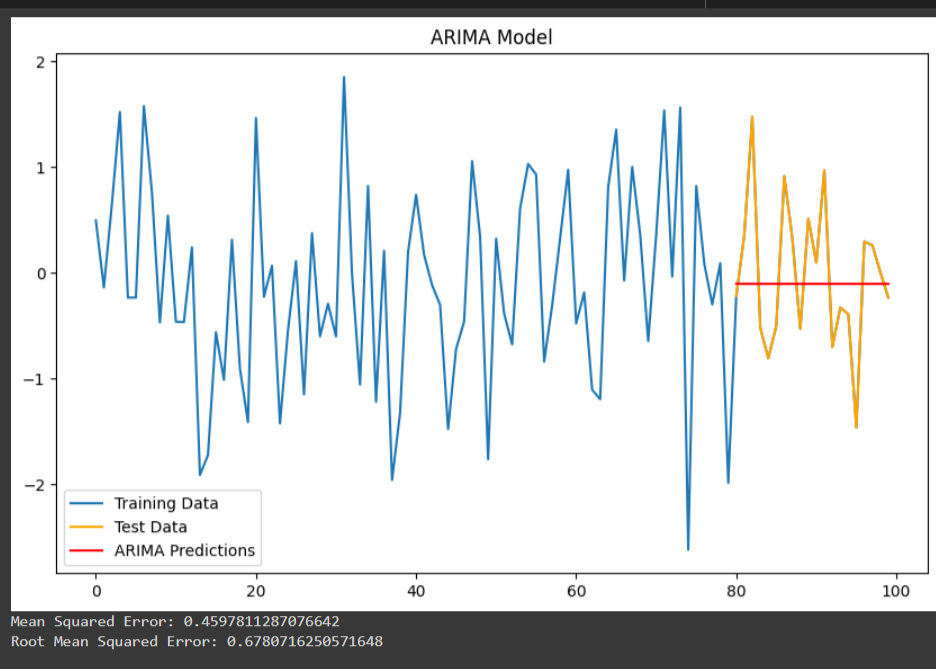 ARIMA Model
2
1
0
−1
−2
Training Data
Test Data
ARIMA Predictions
0 20 40 60 80 100
Mean Squared Error: 0.4597811287076642
Root Mean Squared Error: 0.6780716250571648